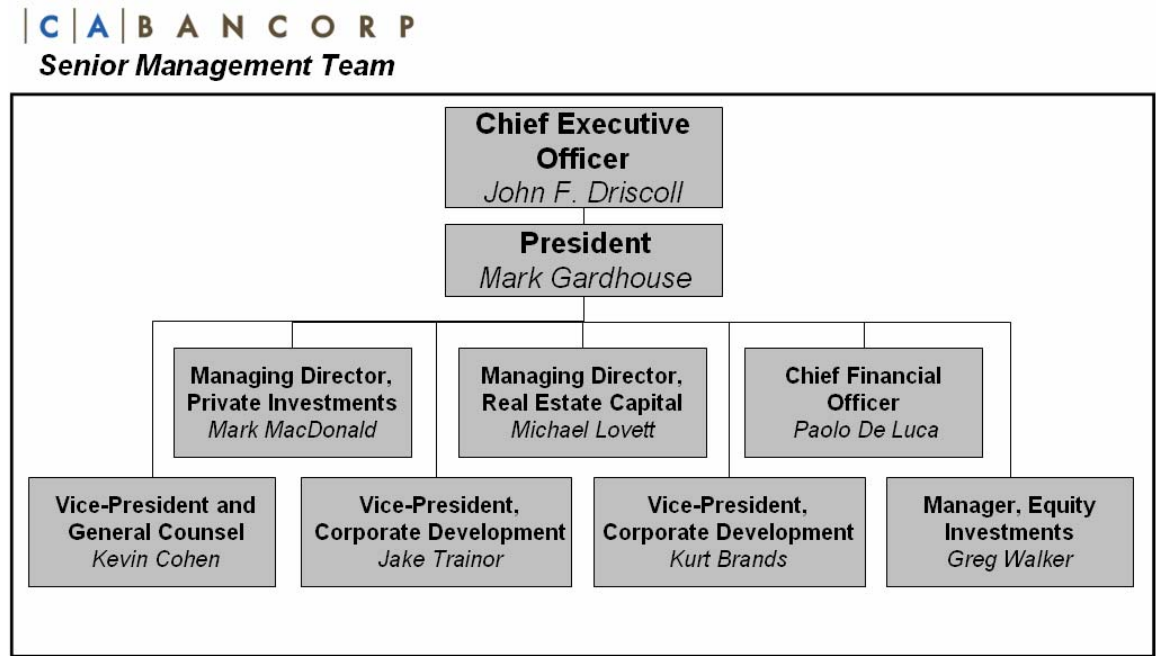 CABANCORP
Senior Management Team
Chief Executive
Officer
John F. Driscoll
President
Mark Gardhouse
Managing Director,
Private Investments
Mark MacDonald
Managing Director,
Real Estate Capital
Michael Lovett
Chief Financial
Officer
Paolo De Luca
Vice-President and
General Counsel
Kevin Cohen
Vice-President,
Corporate Development
Jake Trainor
Vice-President,
Corporate Development
Kurt Brands
Manager, Equity
Investments
Greg Walker